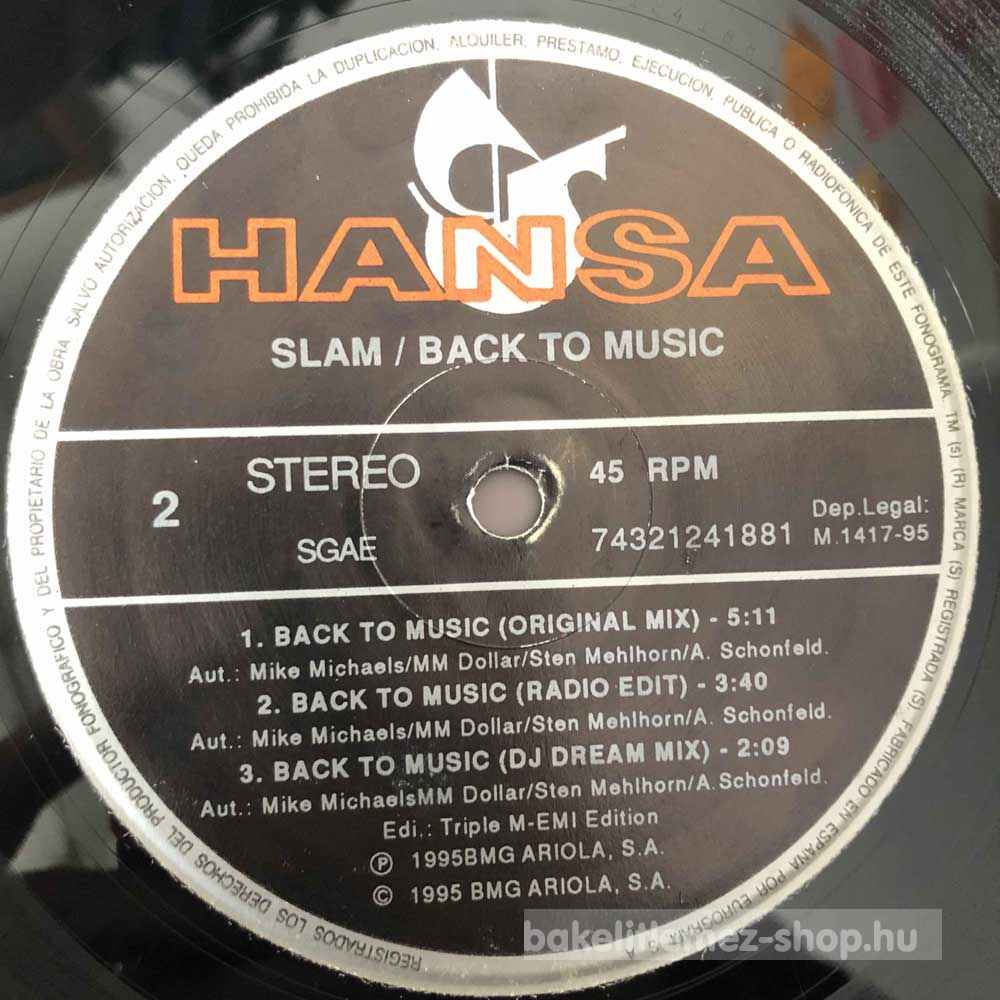 HANSA
SLAM / BACK TO MUSIC
2
STEREO
SGAE
45 RPM
74321241881
Dep.Legal:
M.1417-95
1. BACK TO MUSIC (ORIGINAL MIX) - 5:11
Aut.: Mike Michaels/MM Dollar/Sten Mehlhorn/A. Schonfeld.
2. BACK TO MUSIC (RADIO EDIT) - 3:40
Aut.: Mike Michaels/MM Dollar/Sten Mehlhorn/A. Schonfeld.
3. BACK TO MUSIC (DJ DREAM MIX) - 2:09
Aut.: Mike MichaelsMM Dollar/Sten Mehlhorn/A.Schonfeld.
Edi.: Triple M-EMI Edition
Ⓟ 1995BMG ARIOLA, S.A.
© 1995 BMG ARIOLA, S.A.
REGISTRADOS LOS DERECHOS DEL PRODUCTOR FONOGRAFICO Y DEL PROPIETARIO DE LA OBRA. SALVO AUTORIZACION, QUEDA PROHIBIDA LA DUPLICACION, ALQUILER, PRESTAMO, EJECUCION, PUBLICA O RADIOFONICA DE ESTE FONOGRAMA. TM (s) (R) MARCA (S) REGISTRADA (S). FABRICADO EN ESPAÑA POR
bakelitlemez-shop.hu